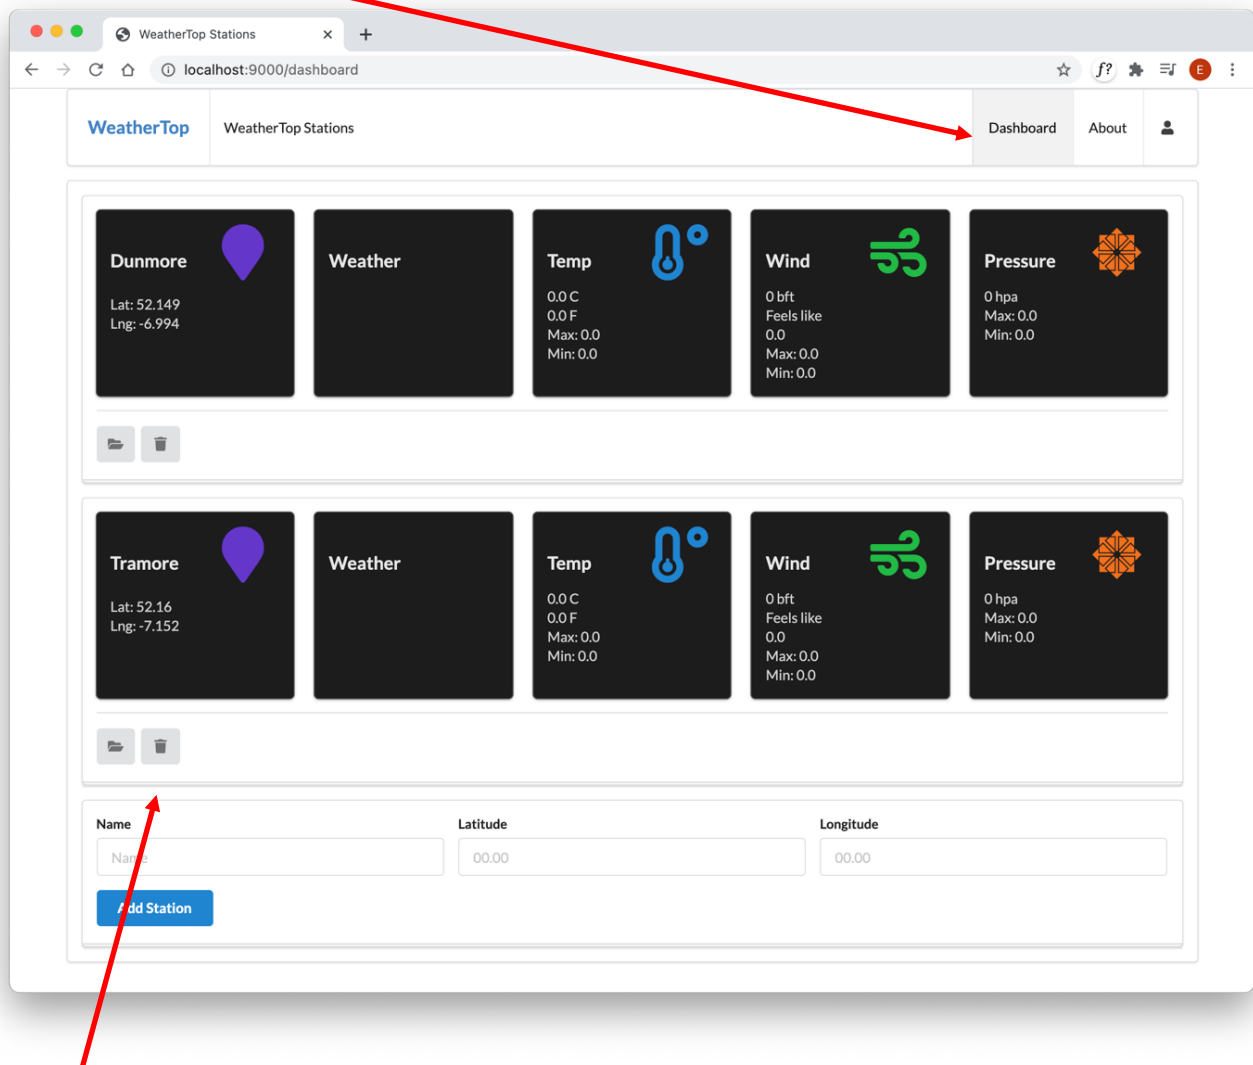 WeatherTop Stations
localhost:9000/dashboard
f?
E
WeatherTop
WeatherTop Stations
Dashboard
About
Dunmore
Lat: 52.149
Lng: -6.994
Weather
Temp
0.0 C
0.0 F
Max: 0.0
Min: 0.0
Wind
0 bft
Feels like
0.0
Max: 0.0
Min: 0.0
Pressure
0 hpa
Max: 0.0
Min: 0.0
Tramore
Lat: 52.16
Lng: -7.152
Weather
Temp
0.0 C
0.0 F
Max: 0.0
Min: 0.0
Wind
0 bft
Feels like
0.0
Max: 0.0
Min: 0.0
Pressure
0 hpa
Max: 0.0
Min: 0.0
Name
Name
Latitude
00.00
Longitude
00.00
Add Station